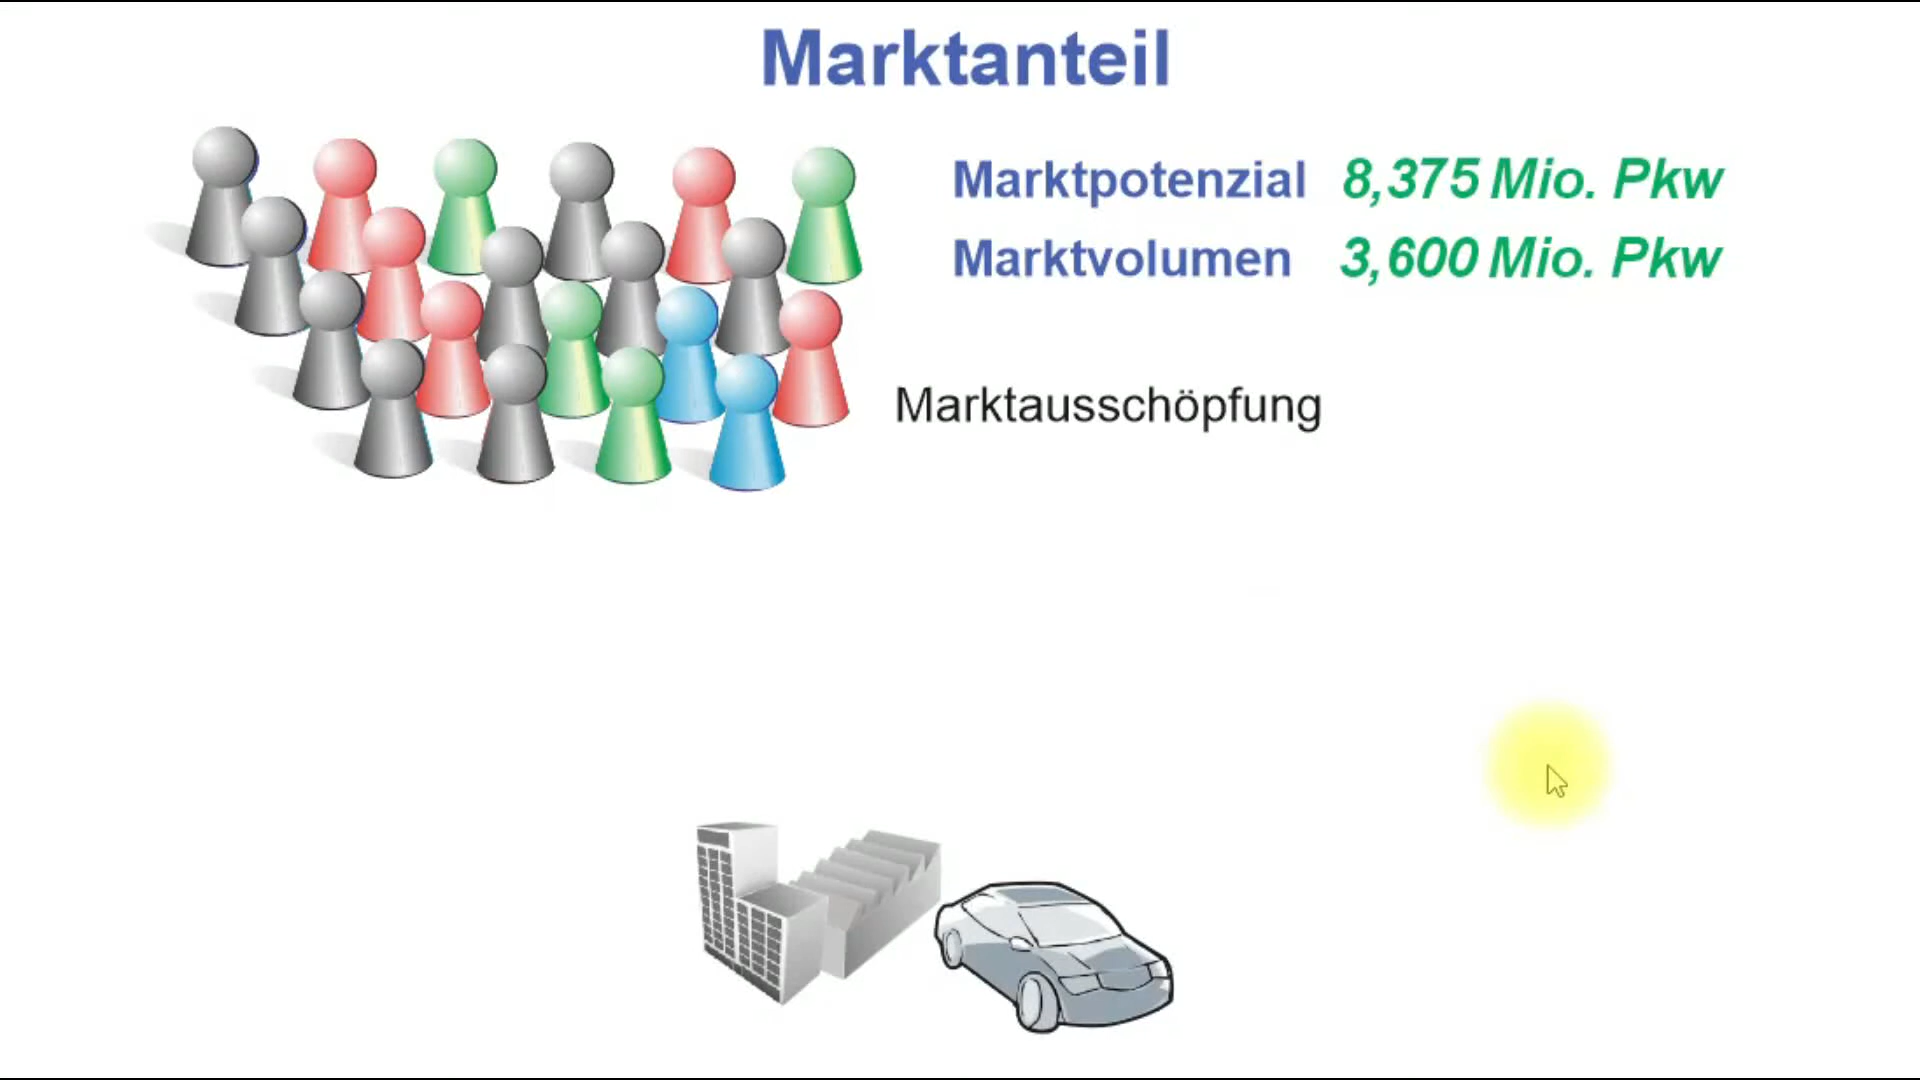 Marktanteil
Marktpotenzial 8,375 Mio. Pkw
Marktvolumen 3,600 Mio. Pkw
Marktausschöpfung